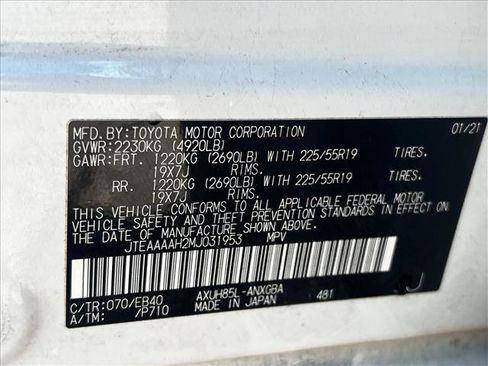 MFD. BY: TOYOTA MOTOR CORPORATION 01/21
GVWR: 2230KG (4920LB)
GAWR: FRT. 1220KG (2690LB) WITH 225/55R19 TIRES.
19X7J RIMS.
RR. 1220KG (2690LB) WITH 225/55R19 TIRES.
19X7J RIMS.
THIS VEHICLE CONFORMS TO ALL APPLICABLE FEDERAL MOTOR
VEHICLE SAFETY AND THEFT PREVENTION STANDARDS IN EFFECT ON
THE DATE OF MANUFACTURE SHOWN ABOVE.
JTEAAAAH2MJ031953 MPV
C/TR: 070/EB40 AXUH85L-ANXGBA J
A/TM: /P710 MADE IN JAPAN 481